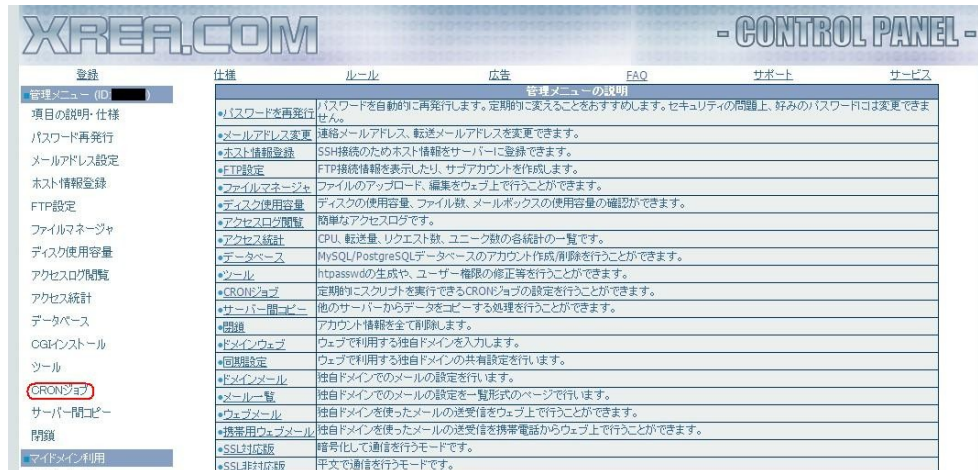 XREA.COM
- CONTROL PANEL -
登録 仕様 ルール 広告 FAQ サポート サービス
管理メニュー (ID: )
項目の説明・仕様
パスワード再発行
メールアドレス設定
ホスト情報登録
FTP設定
ファイルマネージャ
ディスク使用容量
アクセスログ閲覧
アクセス統計
データベース
CGIインストール
ツール
CRONジョブ
サーバー間コピー
閉鎖
マイドメイン利用
管理メニューの説明
●パスワードを再発行 パスワードを自動的に再発行します。定期的に変えることをおすすめします。セキュリティの問題上、好みのパスワードには変更できま
せん。
●メールアドレス変更 連絡メールアドレス、転送メールアドレスを変更できます。
●ホスト情報登録 SSH接続のためホスト情報をサーバーに登録できます。
●FTP設定 FTP接続情報を表示したり、サブアカウントを作成します。
●ファイルマネージャ ファイルのアップロード、編集をウェブ上で行うことができます。
●ディスク使用容量 ディスクの使用容量、ファイル数、メールボックスの使用容量の確認ができます。
●アクセスログ閲覧 簡単なアクセスログです。
●アクセス統計 CPU、転送量、リクエスト数、ユニーク数の各統計の一覧です。
●データベース MySQL/PostgreSQLデータベースのアカウント作成/削除を行うことができます。
●ツール htpasswdの生成や、ユーザー権限の修正等を行うことができます。
●CRONジョブ 定期的にスクリプトを実行できるCRONジョブの設定を行うことができます。
●サーバー間コピー 他のサーバーからデータをコピーする処理を行うことができます。
●閉鎖 アカウント情報を全て削除します。
●ドメインウェブ ウェブで利用する独自ドメインを入力します。
●同期設定 ウェブで利用する独自ドメインの共有設定を行います。
●ドメインメール 独自ドメインでのメールの設定を行います。
●メール一覧 独自ドメインでのメールの設定を一覧形式のページで行います。
●ウェブメール 独自ドメインを使ったメールの送受信をウェブ上で行うことができます。
●携帯用ウェブメール 独自ドメインを使ったメールの送受信を携帯電話からウェブ上で行うことができます。
●SSL対応版 暗号化して通信を行うモードです。
●SSL非対応版 平文で通信を行うモードです。